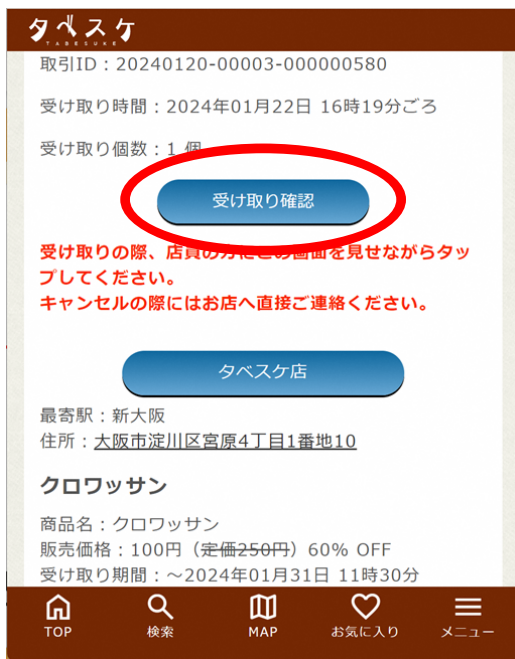 タベスケ
TABESUKE
取引ID：20240120-00003-000000580
受け取り時間：2024年01月22日 16時19分ごろ
受け取り個数：1 個
受け取り確認
受け取りの際、店員の方にこの画面を見せながらタッ
プしてください。
キャンセルの際にはお店へ直接ご連絡ください。
タベスケ店
最寄駅：新大阪
住所：大阪市淀川区宮原4丁目1番地10
クロワッサン
商品名：クロワッサン
販売価格：100円（定価250円）60% OFF
受け取り期間：～2024年01月31日 11時30分
TOP 検索 MAP お気に入り メニュー